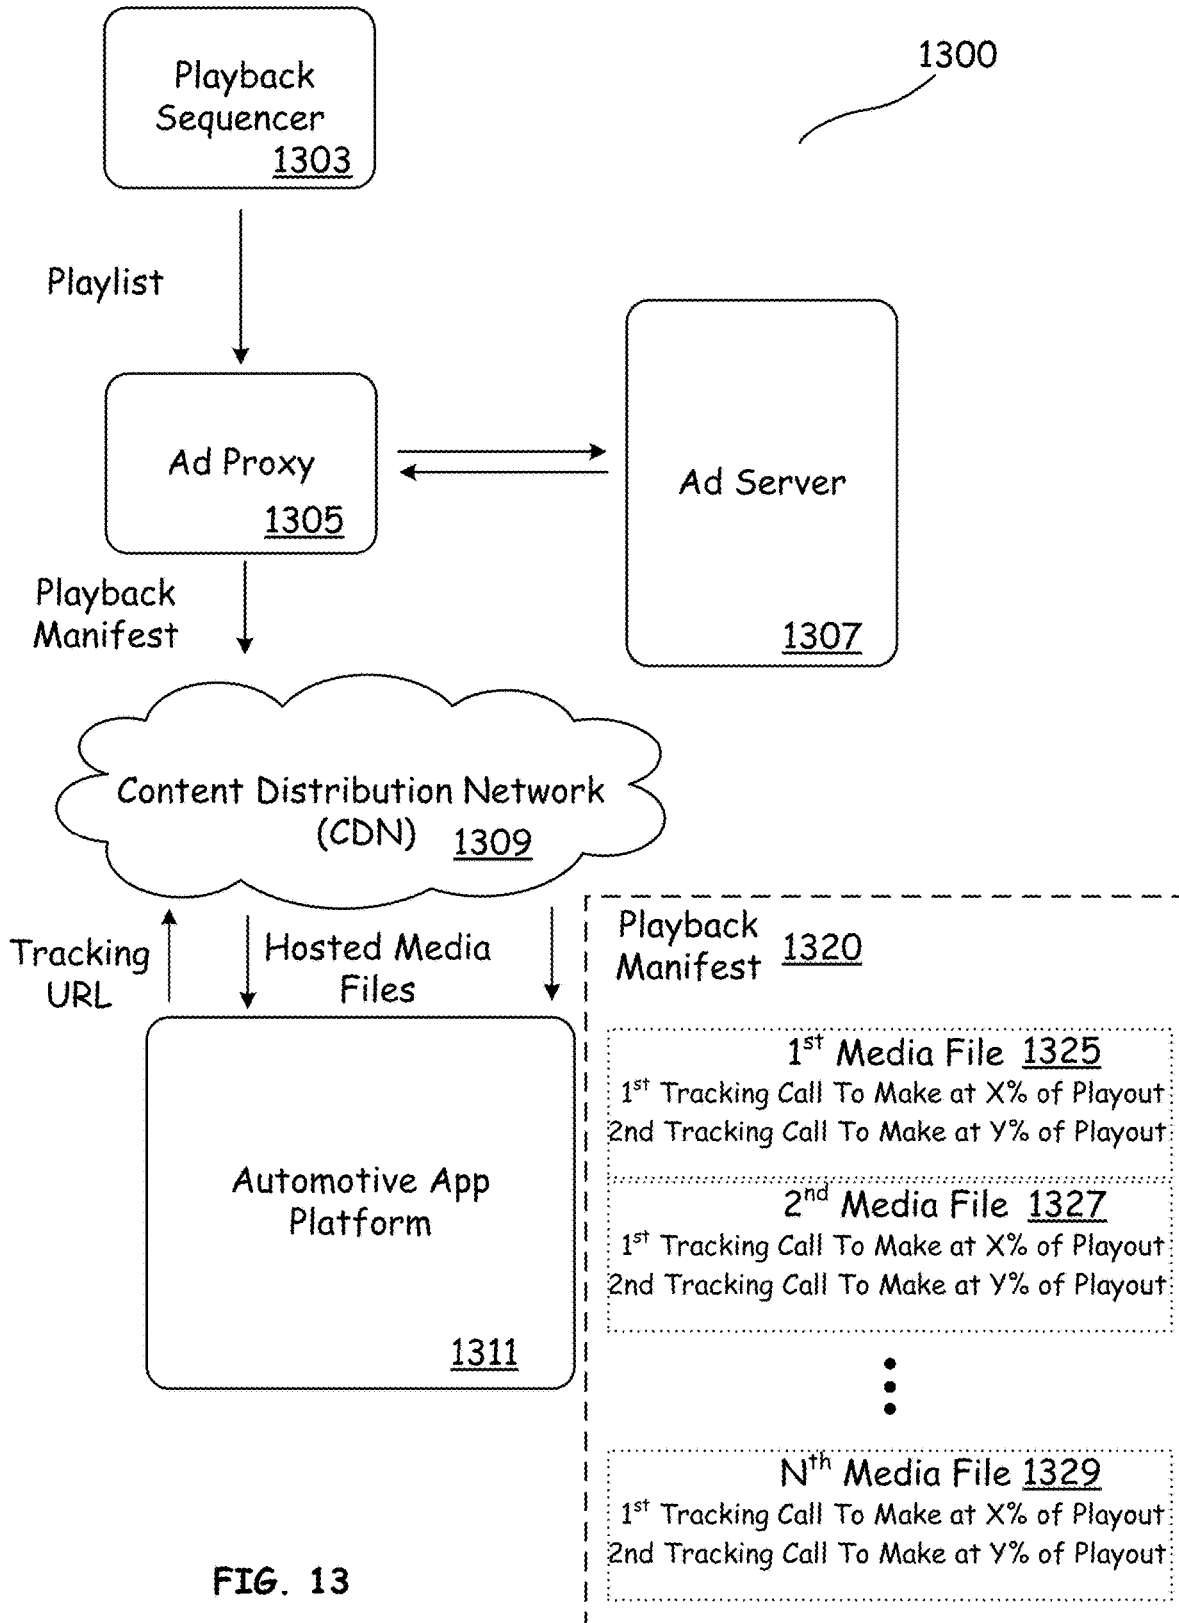 Playback
Sequencer
1303
1300
Playlist
Ad Proxy
1305
Ad Server
1307
Playback
Manifest
Content Distribution Network
(CDN) 1309
Tracking
URL
Hosted Media
Files
Automotive App
Platform
1311
Playback
Manifest 1320
1st Media File 1325
1st Tracking Call To Make at X% of Playout
2nd Tracking Call To Make at Y% of Playout
2nd Media File 1327
1st Tracking Call To Make at X% of Playout
2nd Tracking Call To Make at Y% of Playout
Nth Media File 1329
1st Tracking Call To Make at X% of Playout
2nd Tracking Call To Make at Y% of Playout
FIG. 13